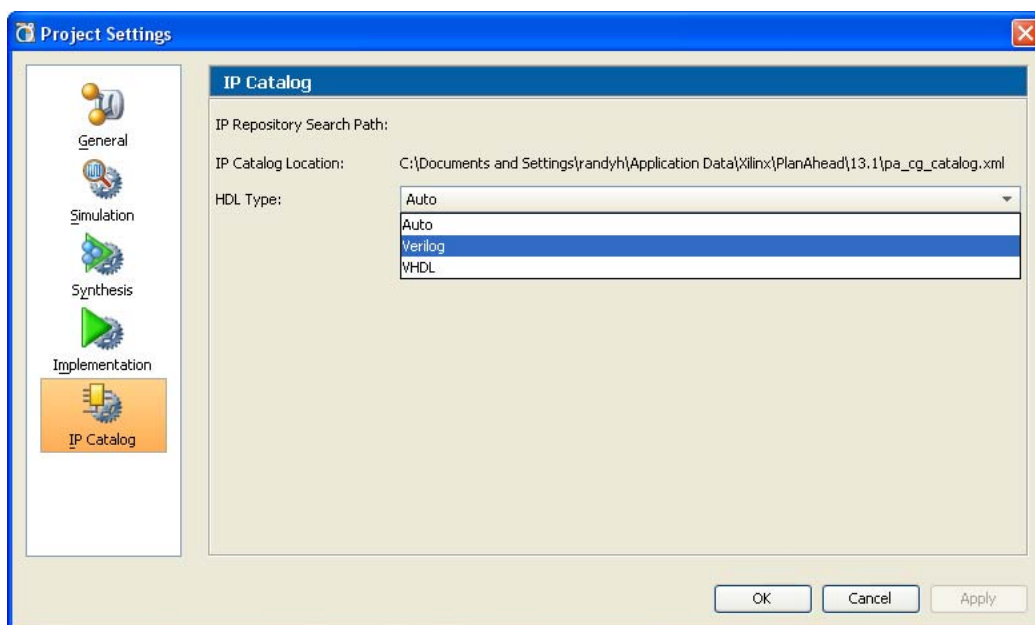 Project Settings
General
Simulation
Synthesis
Implementation
IP Catalog
IP Catalog
IP Repository Search Path:
IP Catalog Location: C:\Documents and Settings\randyh\Application Data\Xilinx\PlanAhead\13.1\pa_cg_catalog.xml
HDL Type: Auto
Auto
Verilog
VHDL
OK Cancel Apply